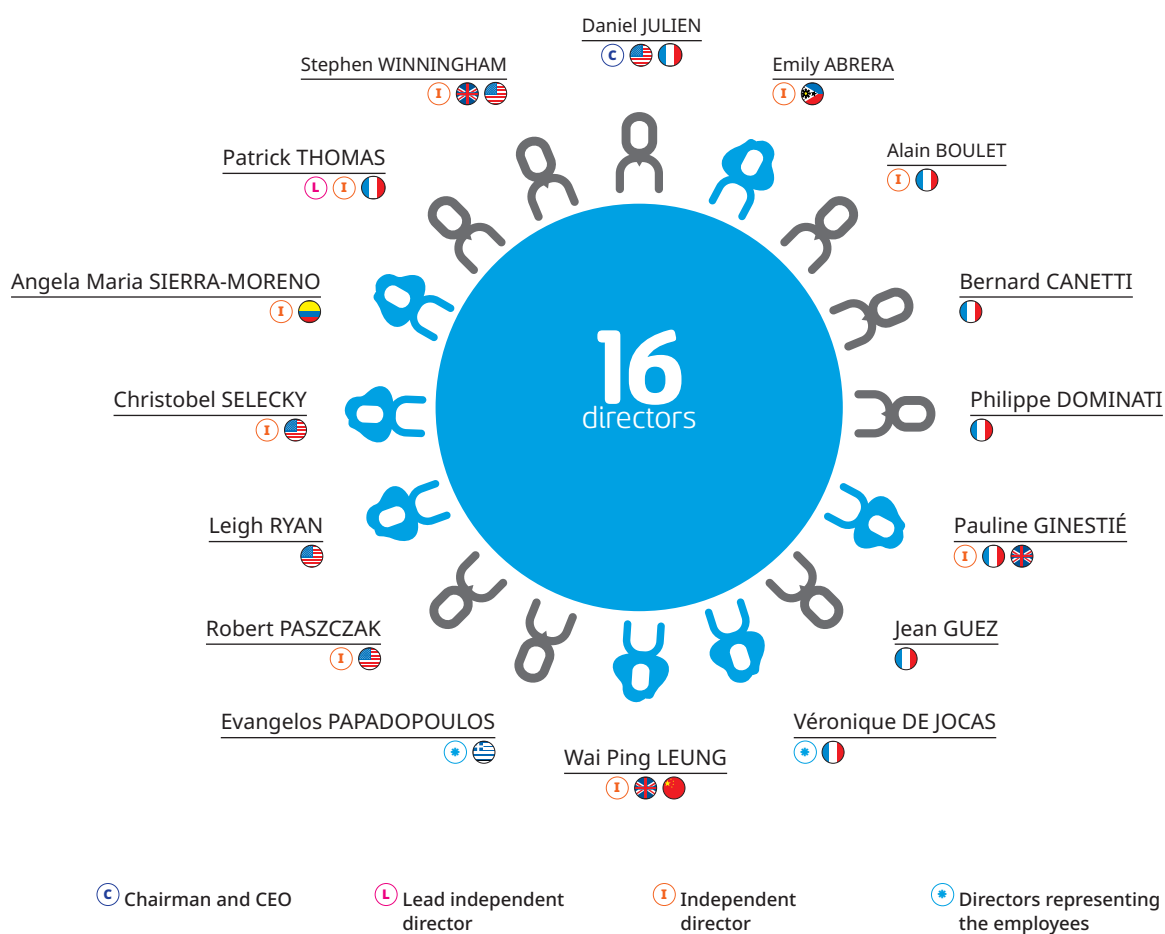 Daniel JULIEN
C
Stephen WINNINGHAM
I
Emily ABRERA
I
Patrick THOMAS
L I
Alain BOULET
I
Angela Maria SIERRA-MORENO
I
Bernard CANETTI
16
directors
Christobel SELECKY
I
Philippe DOMINATI
Leigh RYAN
Pauline GINESTIÉ
I
Robert PASZCZAK
I
Jean GUEZ
Evangelos PAPADOPOULOS
*
Véronique DE JOCAS
*
Wai Ping LEUNG
I
C Chairman and CEO
L Lead independent
director
I Independent
director
* Directors representing
the employees